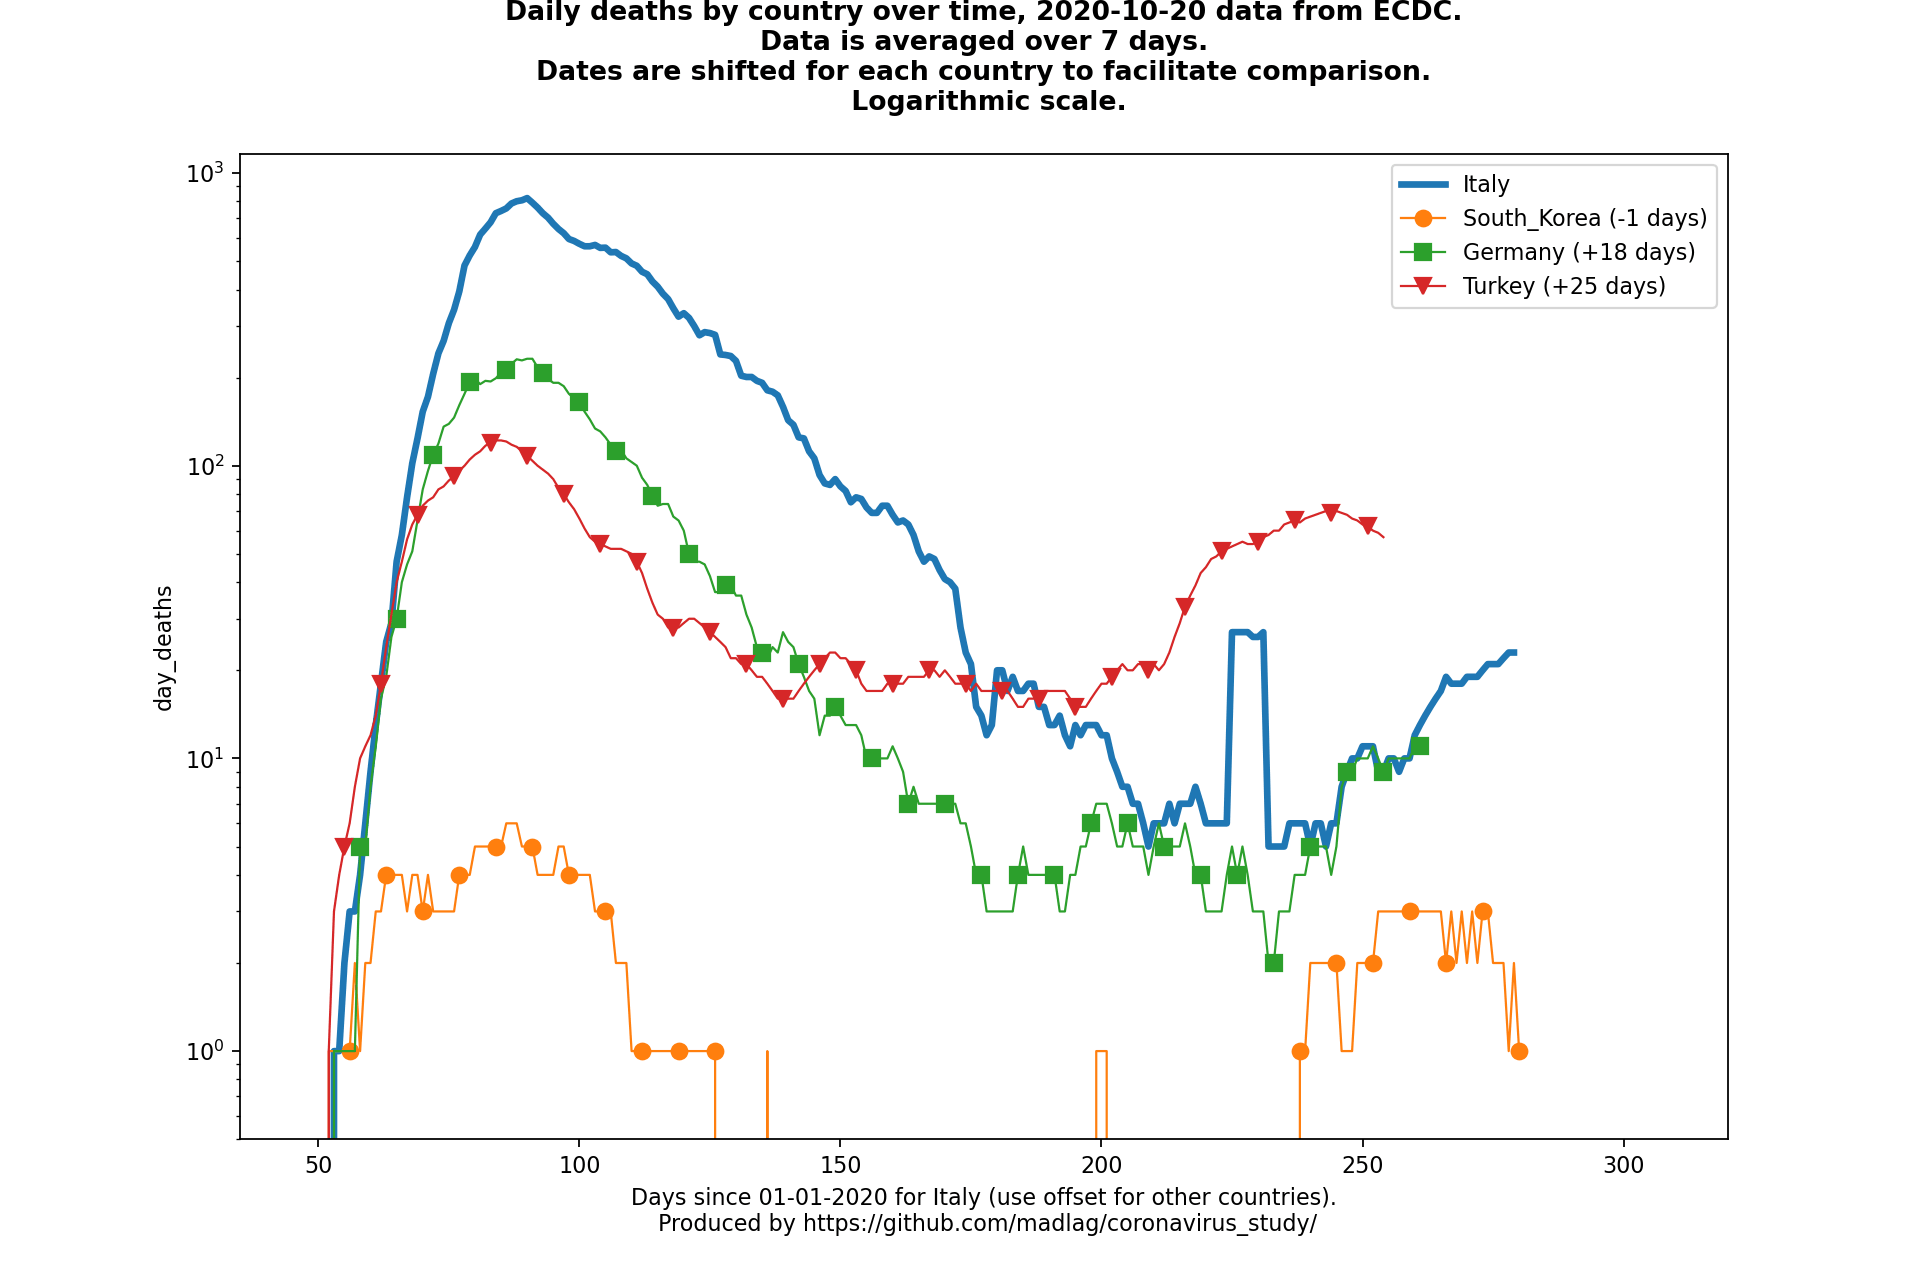 Daily deaths by country over time, 2020-10-20 data from ECDC.
Data is averaged over 7 days.
Dates are shifted for each country to facilitate comparison.
Logarithmic scale.
10³
10²
10¹
10⁰
day_deaths
Italy
South_Korea (-1 days)
Germany (+18 days)
Turkey (+25 days)
50 100 150 200 250 300
Days since 01-01-2020 for Italy (use offset for other countries).
Produced by https://github.com/madlag/coronavirus_study/